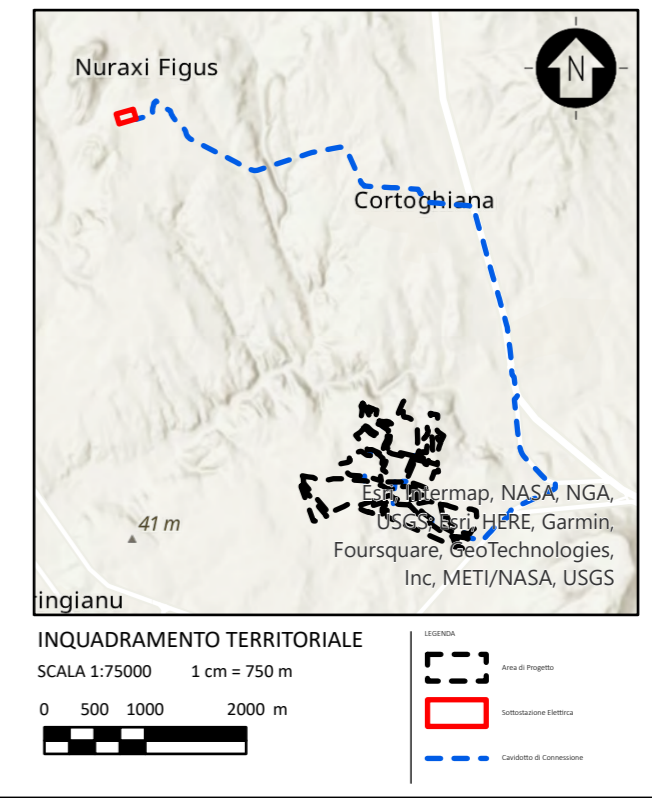 Nuraxi Figus
N
Cortoghiana
Esri, Intermap, NASA, NGA,
USGS, Esri, HERE, Garmin,
Foursquare, GeoTechnologies,
Inc, METI/NASA, USGS
41 m
ringianu
INQUADRAMENTO TERRITORIALE
SCALA 1:75000 1 cm = 750 m
0 500 1000 2000 m
LEGENDA
Area di Progetto
Sottostazione Elettirca
Cavidotto di Connessione